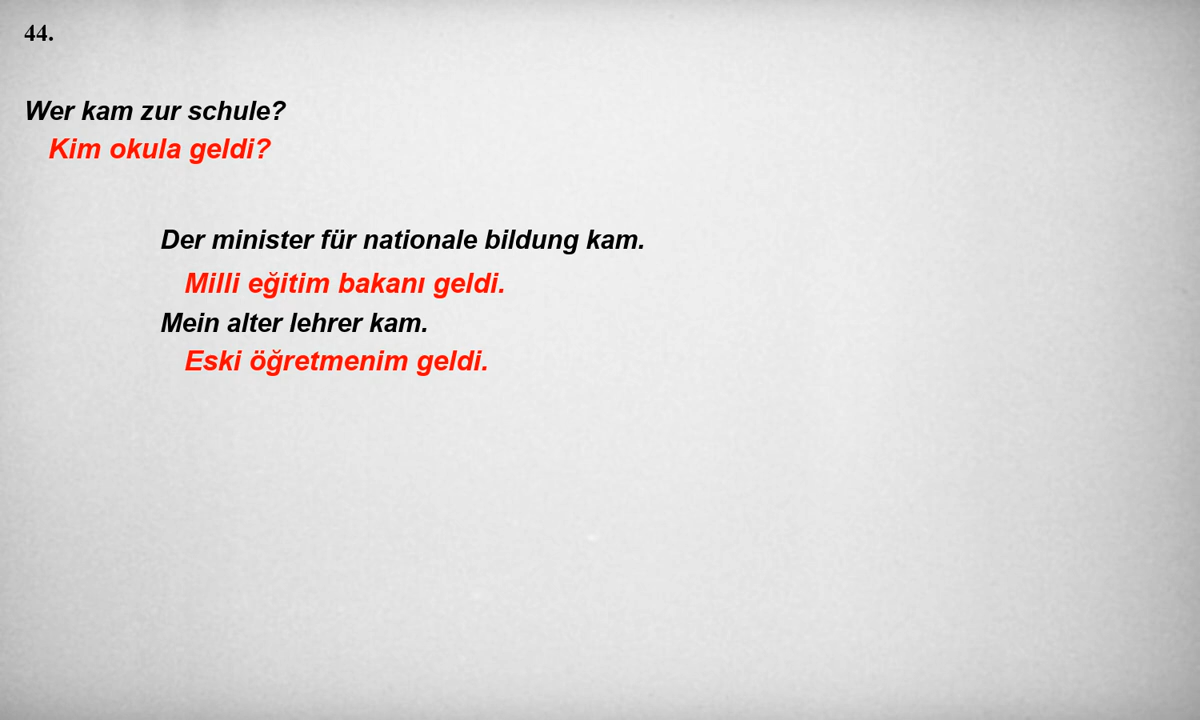 44.
Wer kam zur schule?
Kim okula geldi?
Der minister für nationale bildung kam.
Milli eğitim bakanı geldi.
Mein alter lehrer kam.
Eski öğretmenim geldi.